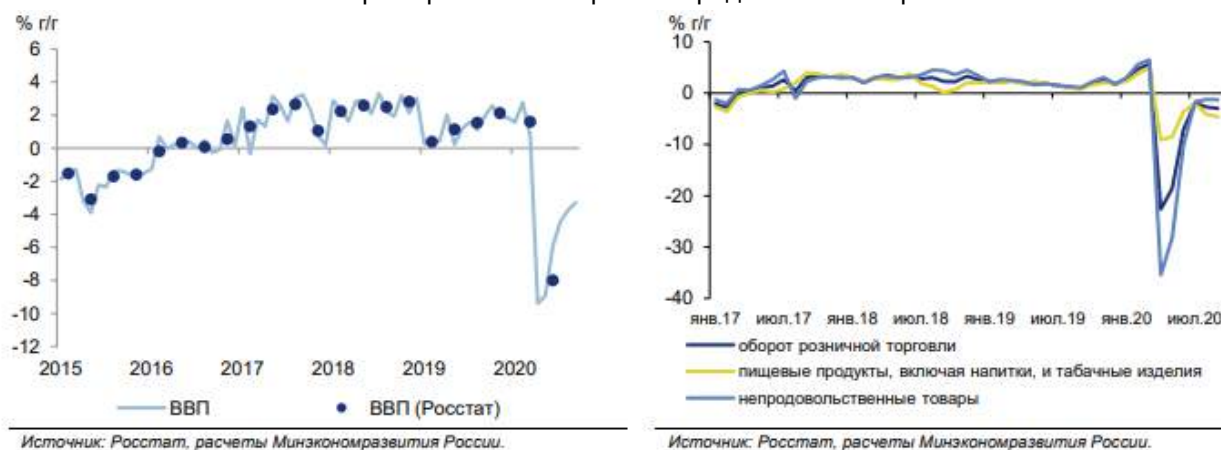 % г/г
6
4
2
0
-2
-4
-6
-8
-10
-12
2015 2016 2017 2018 2019 2020
ВВП ВВП (Росстат)
Источник: Росстат, расчеты Минэкономразвития России.
% г/г
10
0
-10
-20
-30
-40
янв.17 июл.17 янв.18 июл.18 янв.19 июл.19 янв.20 июл.20
оборот розничной торговли
пищевые продукты, включая напитки, и табачные изделия
непродовольственные товары
Источник: Росстат, расчеты Минэкономразвития России.